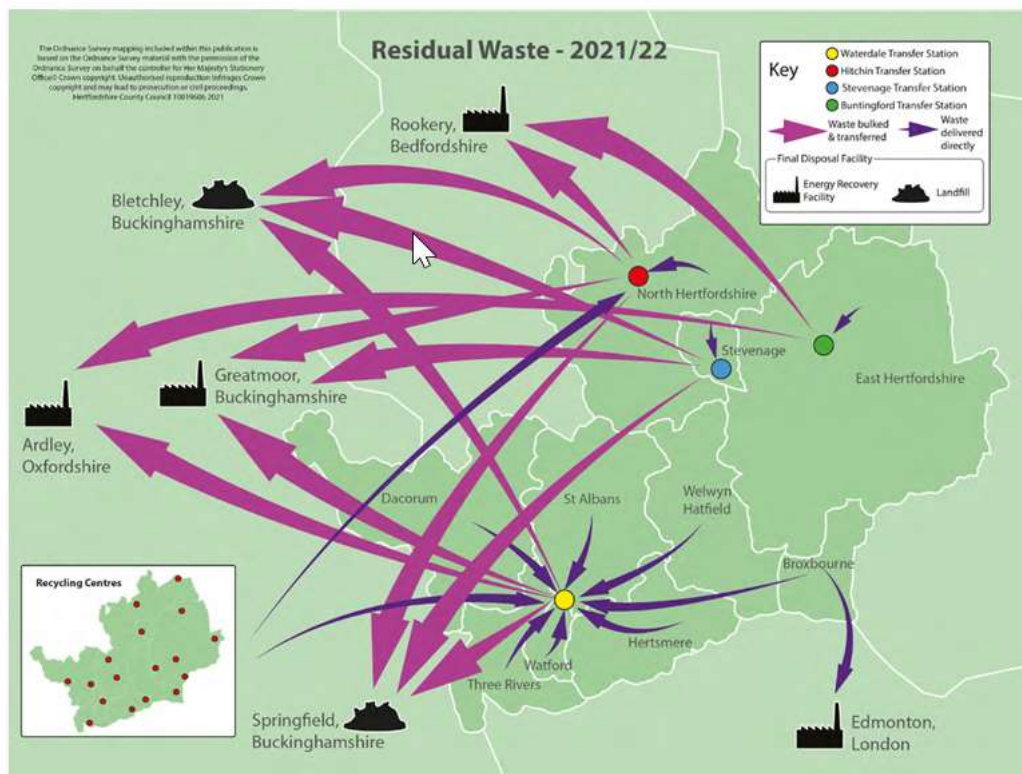 The Ordnance Survey mapping included within this publication is
based on the Ordnance Survey material with the permission of the
Ordnance Survey on behalf of the controller for Her Majesty's Stationery
Office© Crown copyright. Unauthorised reproduction infringes Crown
copyright and may lead to prosecution or civil proceedings.
Hertfordshire County Council 10019606 2021
Residual Waste - 2021/22
Key
Waterdale Transfer Station
Hitchin Transfer Station
Stevenage Transfer Station
Buntingford Transfer Station
Waste bulked
& transferred
Waste
delivered
directly
Final Disposal Facility
Energy Recovery
Facility
Landfill
Rookery,
Bedfordshire
Bletchley,
Buckinghamshire
North Hertfordshire
Stevenage
East Hertfordshire
Greatmoor,
Buckinghamshire
Ardley,
Oxfordshire
Dacorum
St Albans
Welwyn
Hatfield
Broxbourne
Hertsmere
Watford
Three Rivers
Recycling Centres
Springfield,
Buckinghamshire
Edmonton,
London